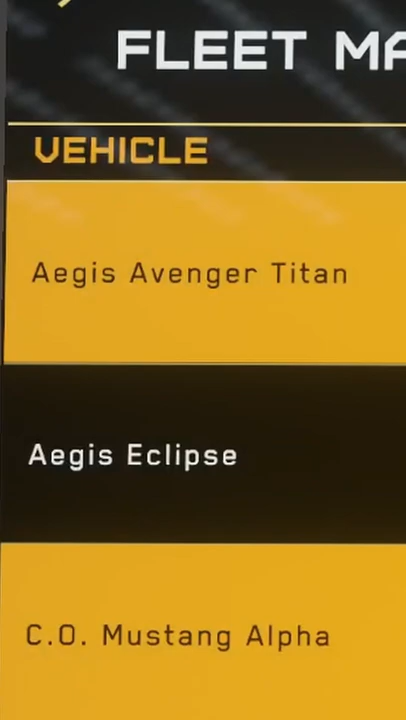 FLEET MA
VEHICLE
Aegis Avenger Titan
Aegis Eclipse
C.O. Mustang Alpha